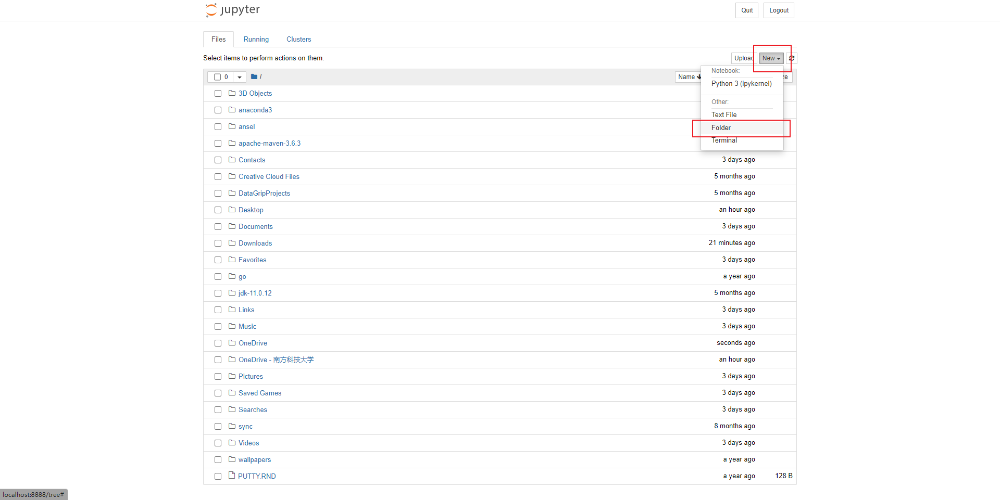 jupyter
Quit Logout
Files Running Clusters
Select items to perform actions on them.
Upload New
0 / Name ze
Notebook:
Python 3 (ipykernel)
Other:
Text File
Folder
Terminal
3D Objects
anaconda3
ansel
apache-maven-3.6.3
Contacts 3 days ago
Creative Cloud Files 5 months ago
DataGripProjects 5 months ago
Desktop an hour ago
Documents 3 days ago
Downloads 21 minutes ago
Favorites 3 days ago
go a year ago
jdk-11.0.12 5 months ago
Links 3 days ago
Music 3 days ago
OneDrive seconds ago
OneDrive - 南方科技大学 an hour ago
Pictures 3 days ago
Saved Games 3 days ago
Searches 3 days ago
sync 8 months ago
Videos 3 days ago
wallpapers a year ago
PUTTY.RND a year ago 128 B
localhost:8888/tree#